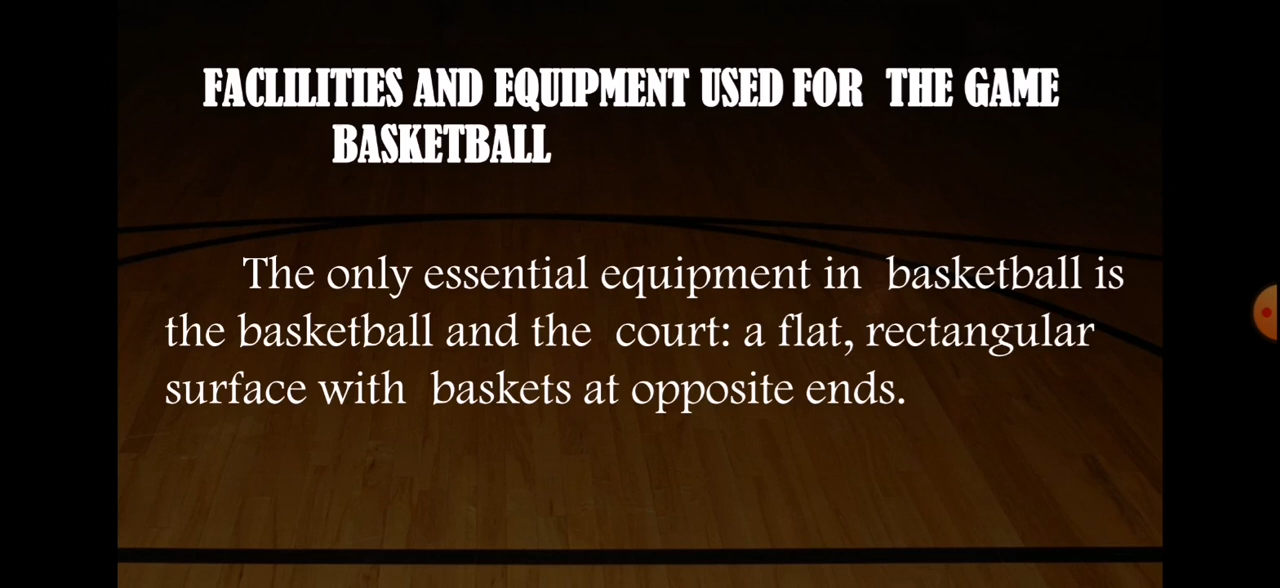 FACLILITIES AND EQUIPMENT USED FOR THE GAME
BASKETBALL
The only essential equipment in basketball is
the basketball and the court: a flat, rectangular
surface with baskets at opposite ends.